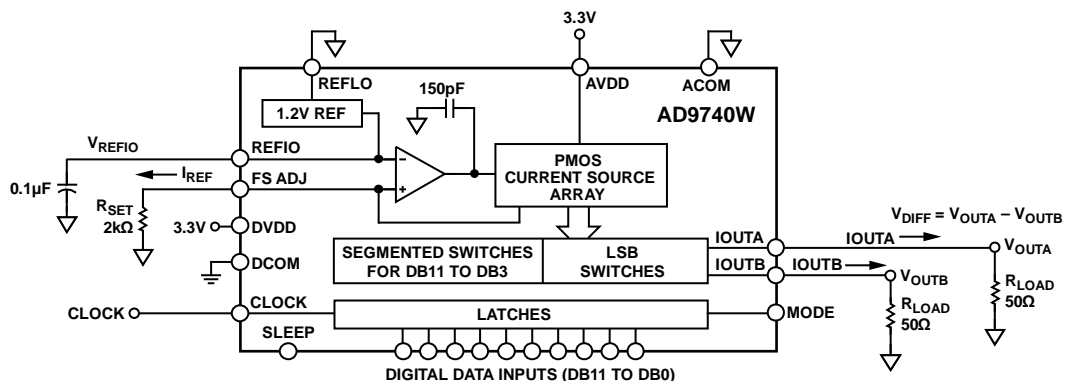 3.3V
REFLO
150pF
AVDD
ACOM
1.2V REF
AD9740W
VREFIO
REFIO
PMOS
CURRENT SOURCE
ARRAY
0.1µF
IREF
FS ADJ
RSET
2kΩ
3.3V
DVDD
VDIFF = VOUTA – VOUTB
DCOM
SEGMENTED SWITCHES
FOR DB11 TO DB3
LSB
SWITCHES
IOUTA
IOUTA
VOUTA
IOUTB
IOUTB
VOUTB
RLOAD
50Ω
RLOAD
50Ω
CLOCK
CLOCK
LATCHES
MODE
SLEEP
DIGITAL DATA INPUTS (DB11 TO DB0)